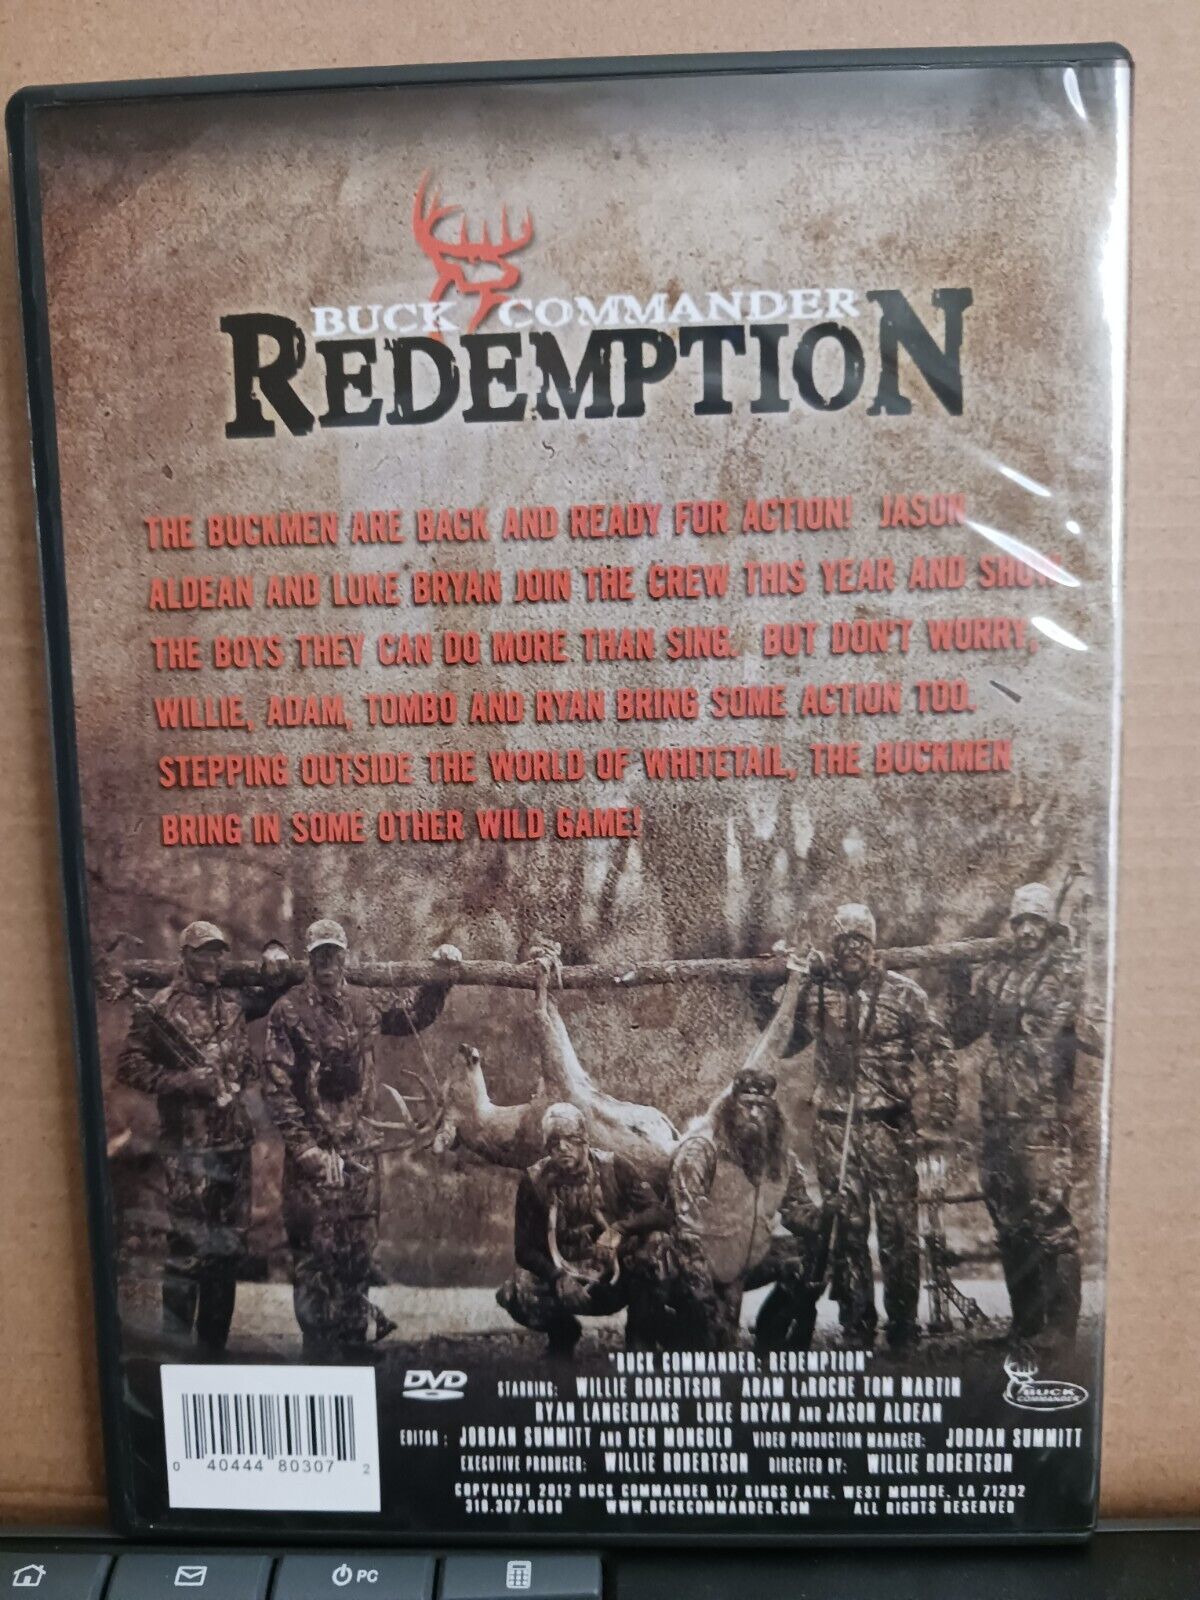 BUCK COMMANDER
REDEMPTION
THE BUCKMEN ARE BACK AND READY FOR ACTION! JASON
ALDEAN AND LUKE BRYAN JOIN THE CREW THIS YEAR AND SHOW
THE BOYS THEY CAN DO MORE THAN SING. BUT DON'T WORRY,
WILLIE, ADAM, TOMBO AND RYAN BRING SOME ACTION TOO.
STEPPING OUTSIDE THE WORLD OF WHITETAIL, THE BUCKMEN
BRING IN SOME OTHER WILD GAME!
"BUCK COMMANDER: REDEMPTION"
DVD
STARRING: WILLIE ROBERTSON ADAM LAROCHE TOM MARTIN
RYAN LANGERHANS LUKE BRYAN AND JASON ALDEAN
BUCK
COMMANDER
EDITOR: JORDAN SUMMITT AND BEN MONGOLD VIDEO PRODUCTION MANAGER: JORDAN SUMMITT
EXECUTIVE PRODUCER: WILLIE ROBERTSON DIRECTED BY: WILLIE ROBERTSON
COPYRIGHT 2012 BUCK COMMANDER 117 KINGS LANE, WEST MONROE, LA 71292
318.387.0588 WWW.BUCKCOMMANDER.COM ALL RIGHTS RESERVED
0 40444 80307 2
PC